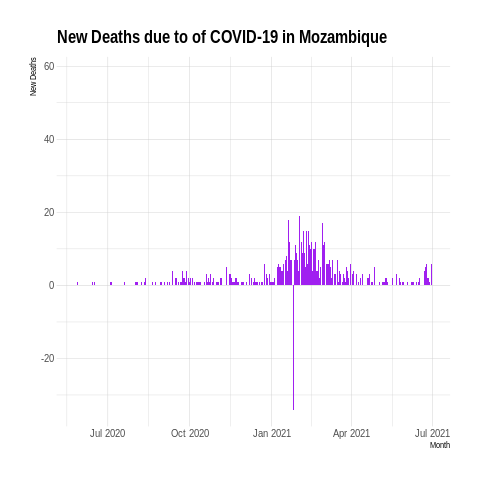 New Deaths due to of COVID-19 in Mozambique
New Deaths
60
40
20
0
-20
Jul 2020 Oct 2020 Jan 2021 Apr 2021 Jul 2021
Month